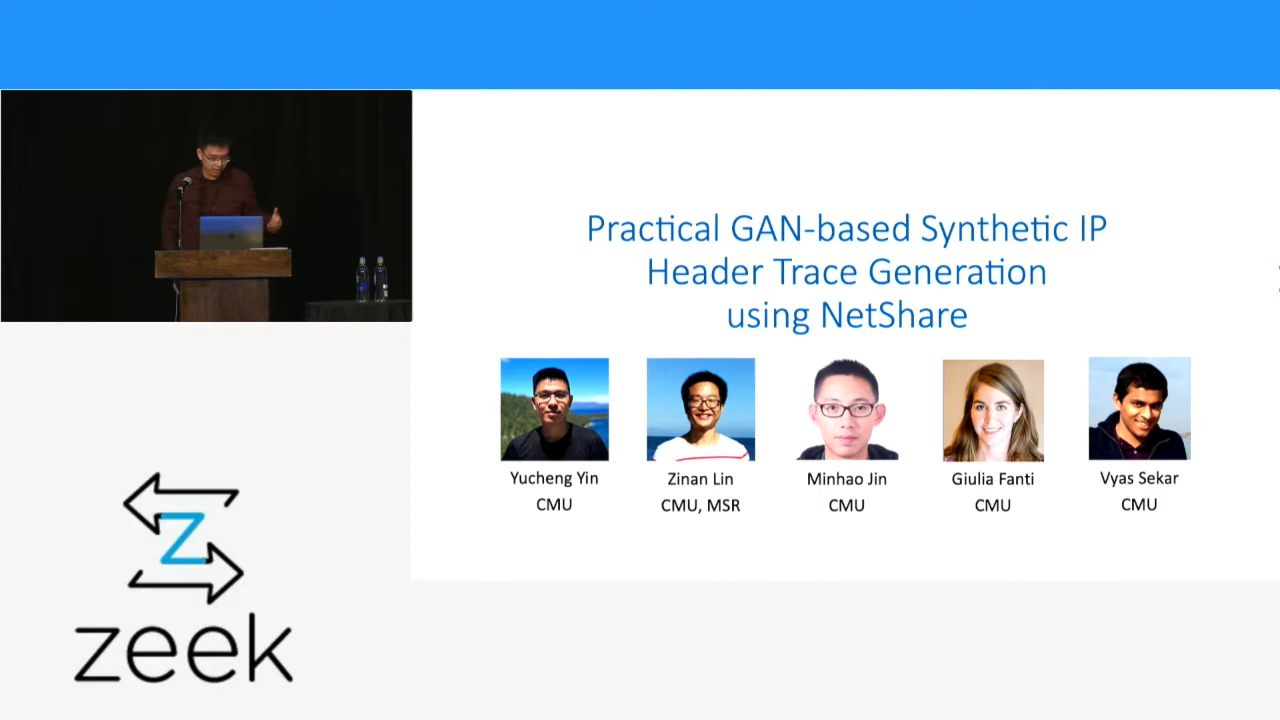 Practical GAN-based Synthetic IP
Header Trace Generation
using NetShare
Yucheng Yin
Zinan Lin
Minhao Jin
Giulia Fanti
Vyas Sekar
CMU
CMU, MSR
CMU
CMU
CMU
Z
zeek